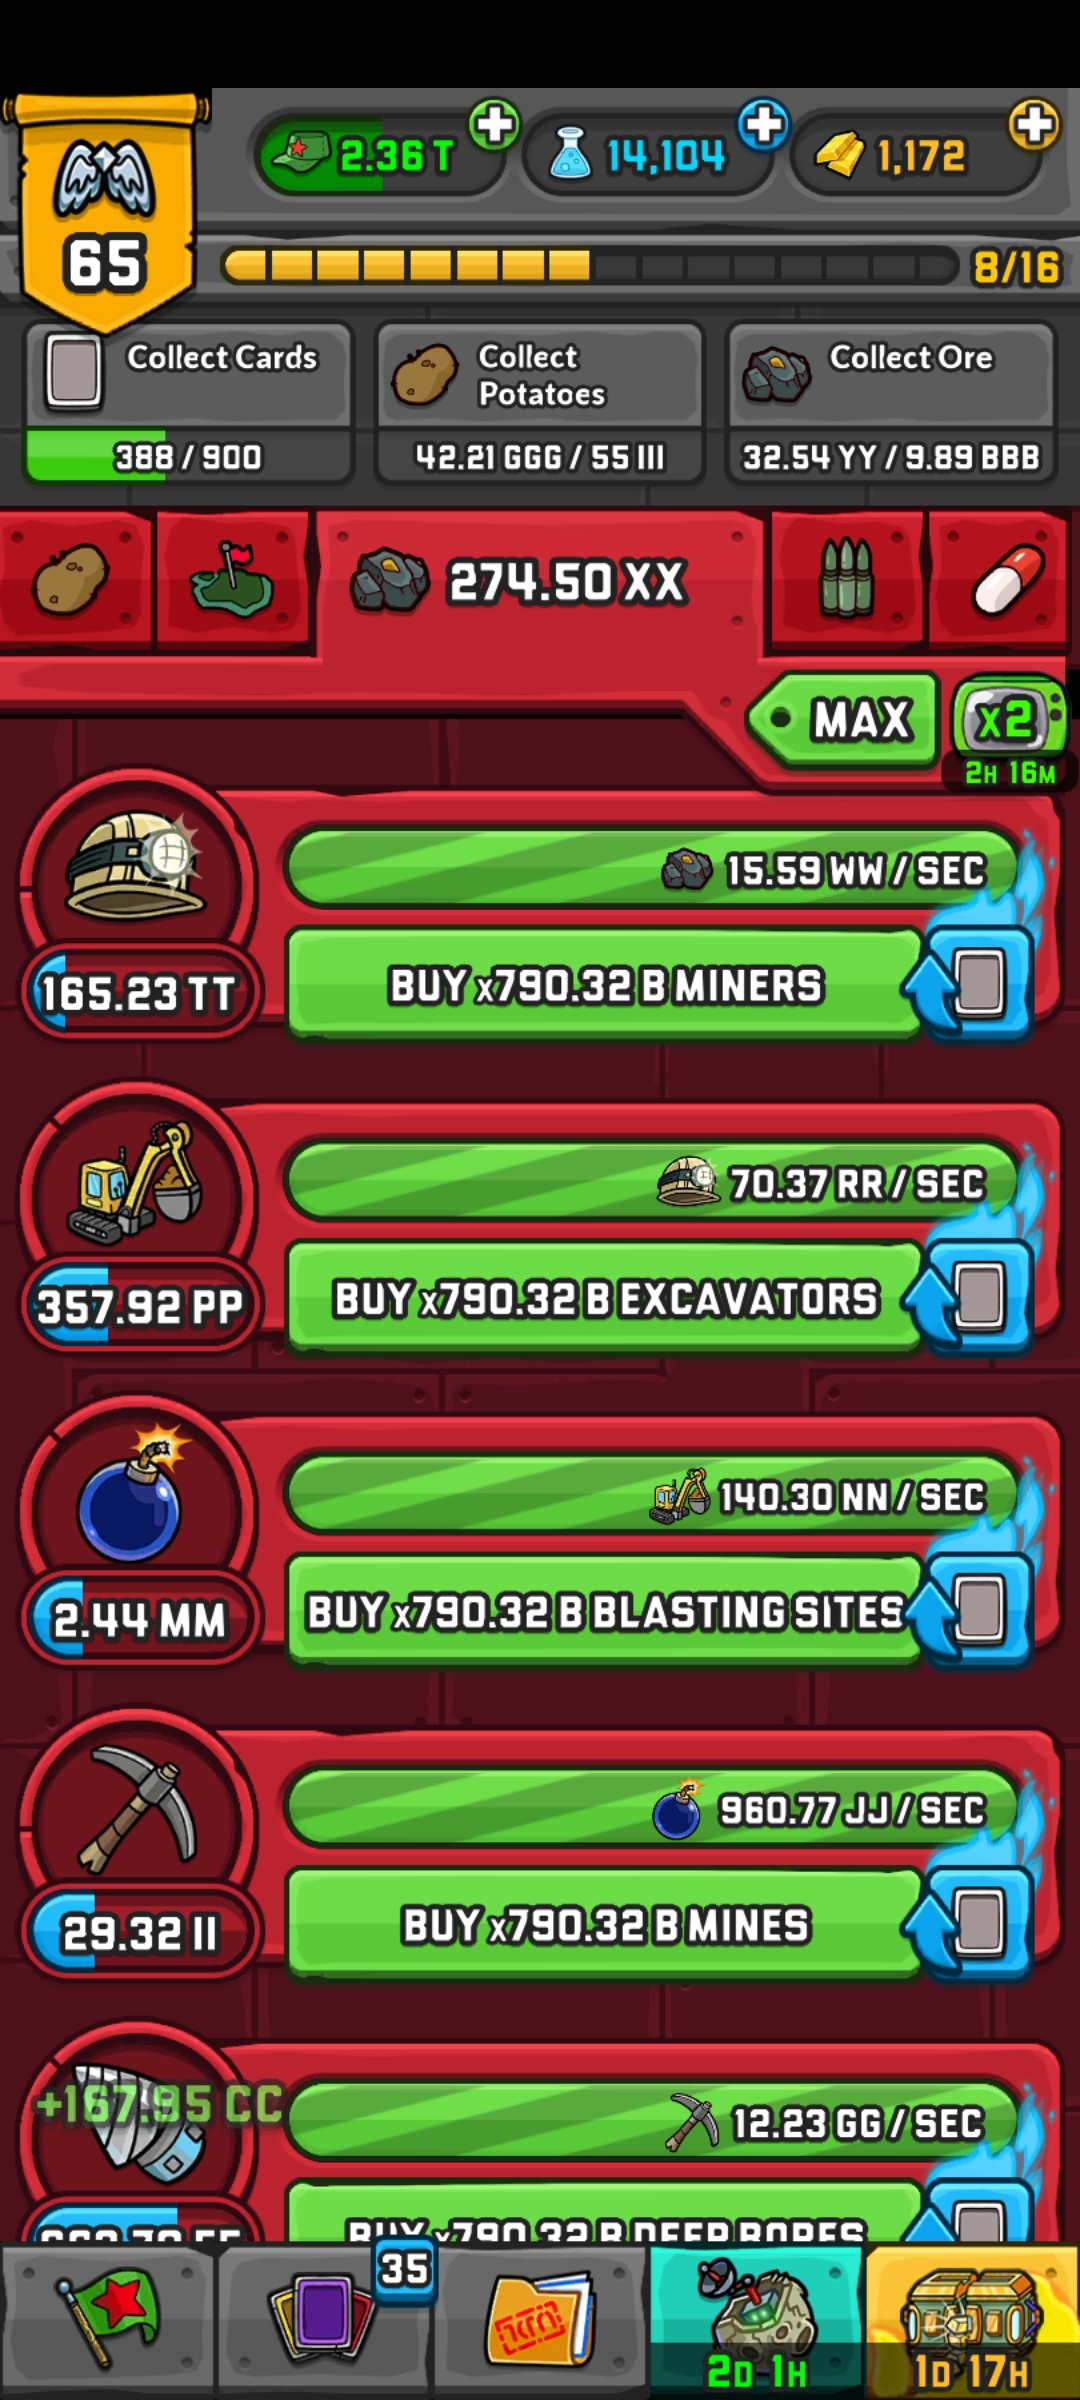 65
2.36 T
14,104
1,172
8/16
Collect Cards
388 / 900
Collect
Potatoes
42.21 GGG / 55 III
Collect Ore
32.54 YY / 9.89 BBB
274.50 XX
MAX
x2
2H 16M
15.59 WW / SEC
165.23 TT
BUY x790.32 B MINERS
70.37 RR / SEC
357.92 PP
BUY x790.32 B EXCAVATORS
140.30 NN / SEC
2.44 MM
BUY x790.32 B BLASTING SITES
960.77 JJ / SEC
29.32 II
BUY x790.32 B MINES
+167.95 CC
12.23 GG / SEC
BUY x790.32 B DEEP BORES
35
2D 1H
1D 17H